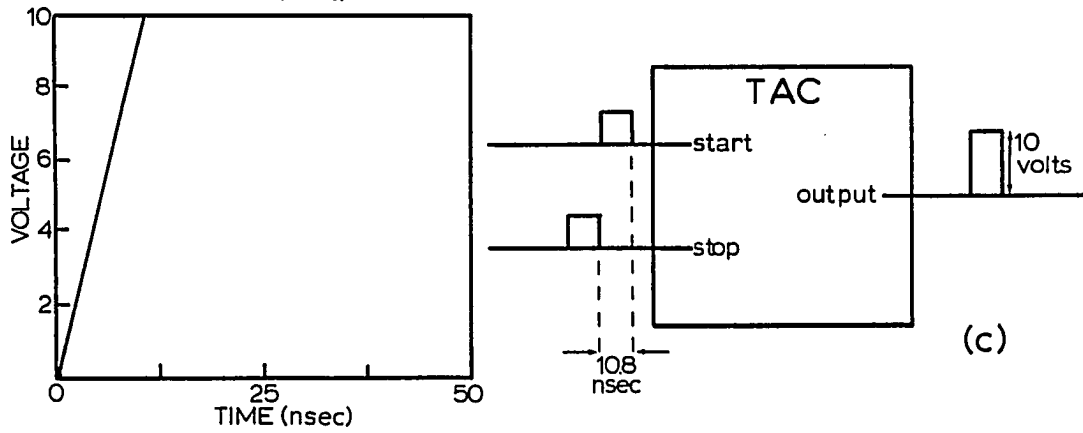 10
8
6
4
2
VOLTAGE
0
25
50
TIME (nsec)
TAC
start
stop
output
10
volts
10.8
nsec
(c)